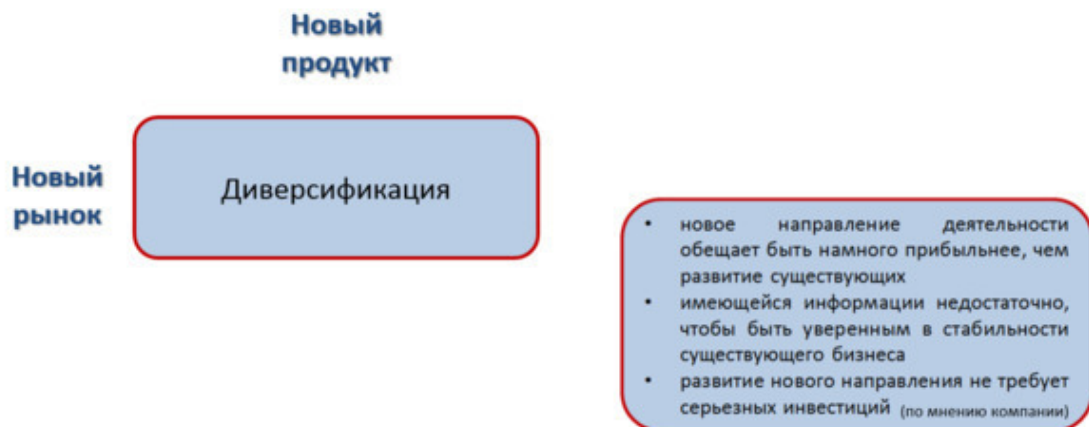 Новый
продукт
Новый
рынок
Диверсификация
• новое направление деятельности
обещает быть намного прибыльнее, чем
развитие существующих
• имеющейся информации недостаточно,
чтобы быть уверенным в стабильности
существующего бизнеса
• развитие нового направления не требует
серьезных инвестиций (по мнению компании)